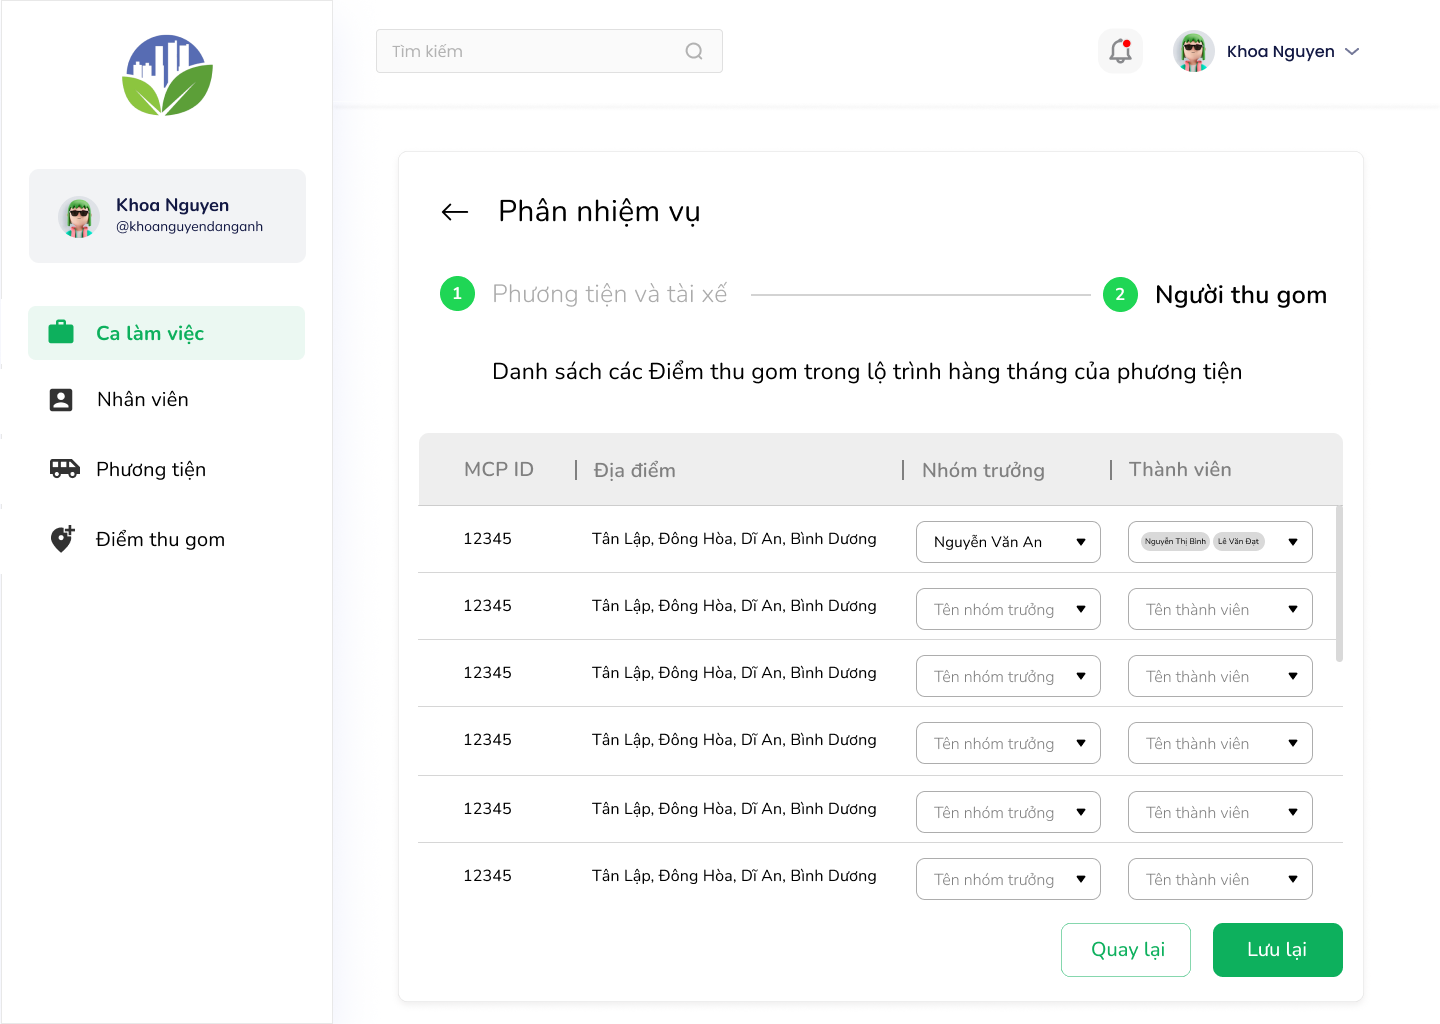 Tìm kiếm
Khoa Nguyen
Khoa Nguyen
@khoanguyendanganh
Ca làm việc
Nhân viên
Phương tiện
Điểm thu gom
Phân nhiệm vụ
1 Phương tiện và tài xế
2 Người thu gom
Danh sách các Điểm thu gom trong lộ trình hàng tháng của phương tiện
MCP ID | Địa điểm | Nhóm trưởng | Thành viên
12345 Tân Lập, Đông Hòa, Dĩ An, Bình Dương Nguyễn Văn An Nguyễn Thị Bình Lê Văn Đạt
12345 Tân Lập, Đông Hòa, Dĩ An, Bình Dương Tên nhóm trưởng Tên thành viên
12345 Tân Lập, Đông Hòa, Dĩ An, Bình Dương Tên nhóm trưởng Tên thành viên
12345 Tân Lập, Đông Hòa, Dĩ An, Bình Dương Tên nhóm trưởng Tên thành viên
12345 Tân Lập, Đông Hòa, Dĩ An, Bình Dương Tên nhóm trưởng Tên thành viên
12345 Tân Lập, Đông Hòa, Dĩ An, Bình Dương Tên nhóm trưởng Tên thành viên
Quay lại
Lưu lại